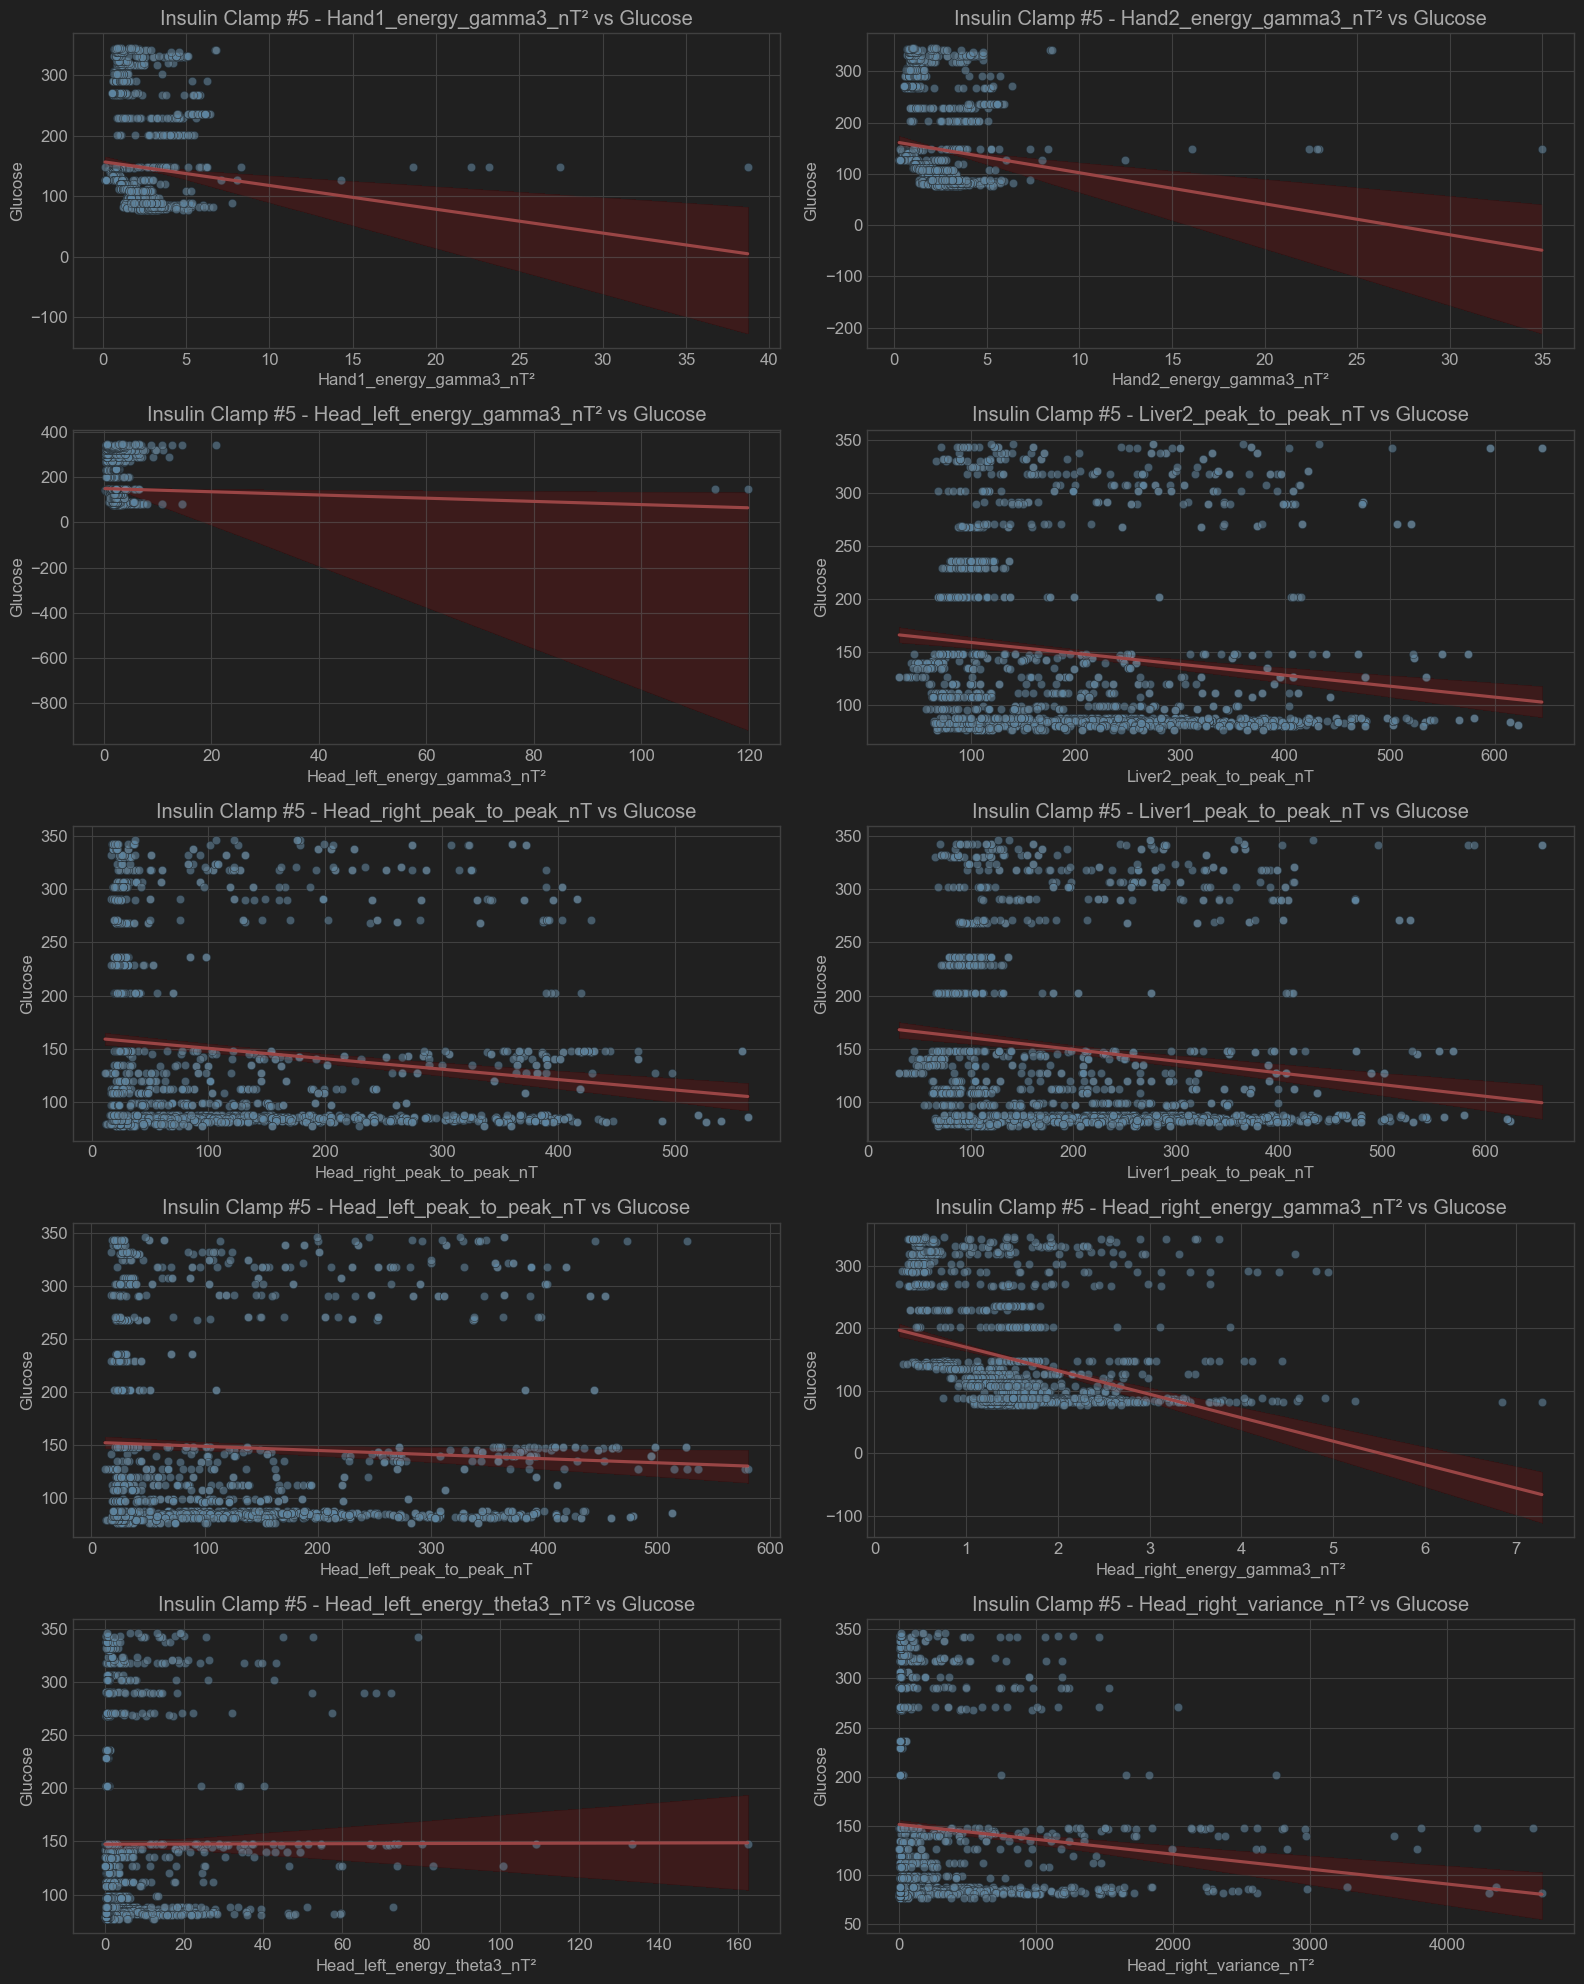 Insulin Clamp #5 - Hand1_energy_gamma3_nT² vs Glucose
Glucose
300
200
100
0
−100
0 5 10 15 20 25 30 35 40
Hand1_energy_gamma3_nT²
Insulin Clamp #5 - Hand2_energy_gamma3_nT² vs Glucose
Glucose
300
200
100
0
−100
−200
0 5 10 15 20 25 30 35
Hand2_energy_gamma3_nT²
Insulin Clamp #5 - Head_left_energy_gamma3_nT² vs Glucose
Glucose
400
200
0
−200
−400
−600
−800
0 20 40 60 80 100 120
Head_left_energy_gamma3_nT²
Insulin Clamp #5 - Liver2_peak_to_peak_nT vs Glucose
Glucose
350
300
250
200
150
100
100 200 300 400 500 600
Liver2_peak_to_peak_nT
Insulin Clamp #5 - Head_right_peak_to_peak_nT vs Glucose
Glucose
350
300
250
200
150
100
0 100 200 300 400 500
Head_right_peak_to_peak_nT
Insulin Clamp #5 - Liver1_peak_to_peak_nT vs Glucose
Glucose
350
300
250
200
150
100
0 100 200 300 400 500 600
Liver1_peak_to_peak_nT
Insulin Clamp #5 - Head_left_peak_to_peak_nT vs Glucose
Glucose
350
300
250
200
150
100
0 100 200 300 400 500 600
Head_left_peak_to_peak_nT
Insulin Clamp #5 - Head_right_energy_gamma3_nT² vs Glucose
Glucose
300
200
100
0
−100
0 1 2 3 4 5 6 7
Head_right_energy_gamma3_nT²
Insulin Clamp #5 - Head_left_energy_theta3_nT² vs Glucose
Glucose
350
300
250
200
150
100
0 20 40 60 80 100 120 140 160
Head_left_energy_theta3_nT²
Insulin Clamp #5 - Head_right_variance_nT² vs Glucose
Glucose
350
300
250
200
150
100
50
0 1000 2000 3000 4000
Head_right_variance_nT²